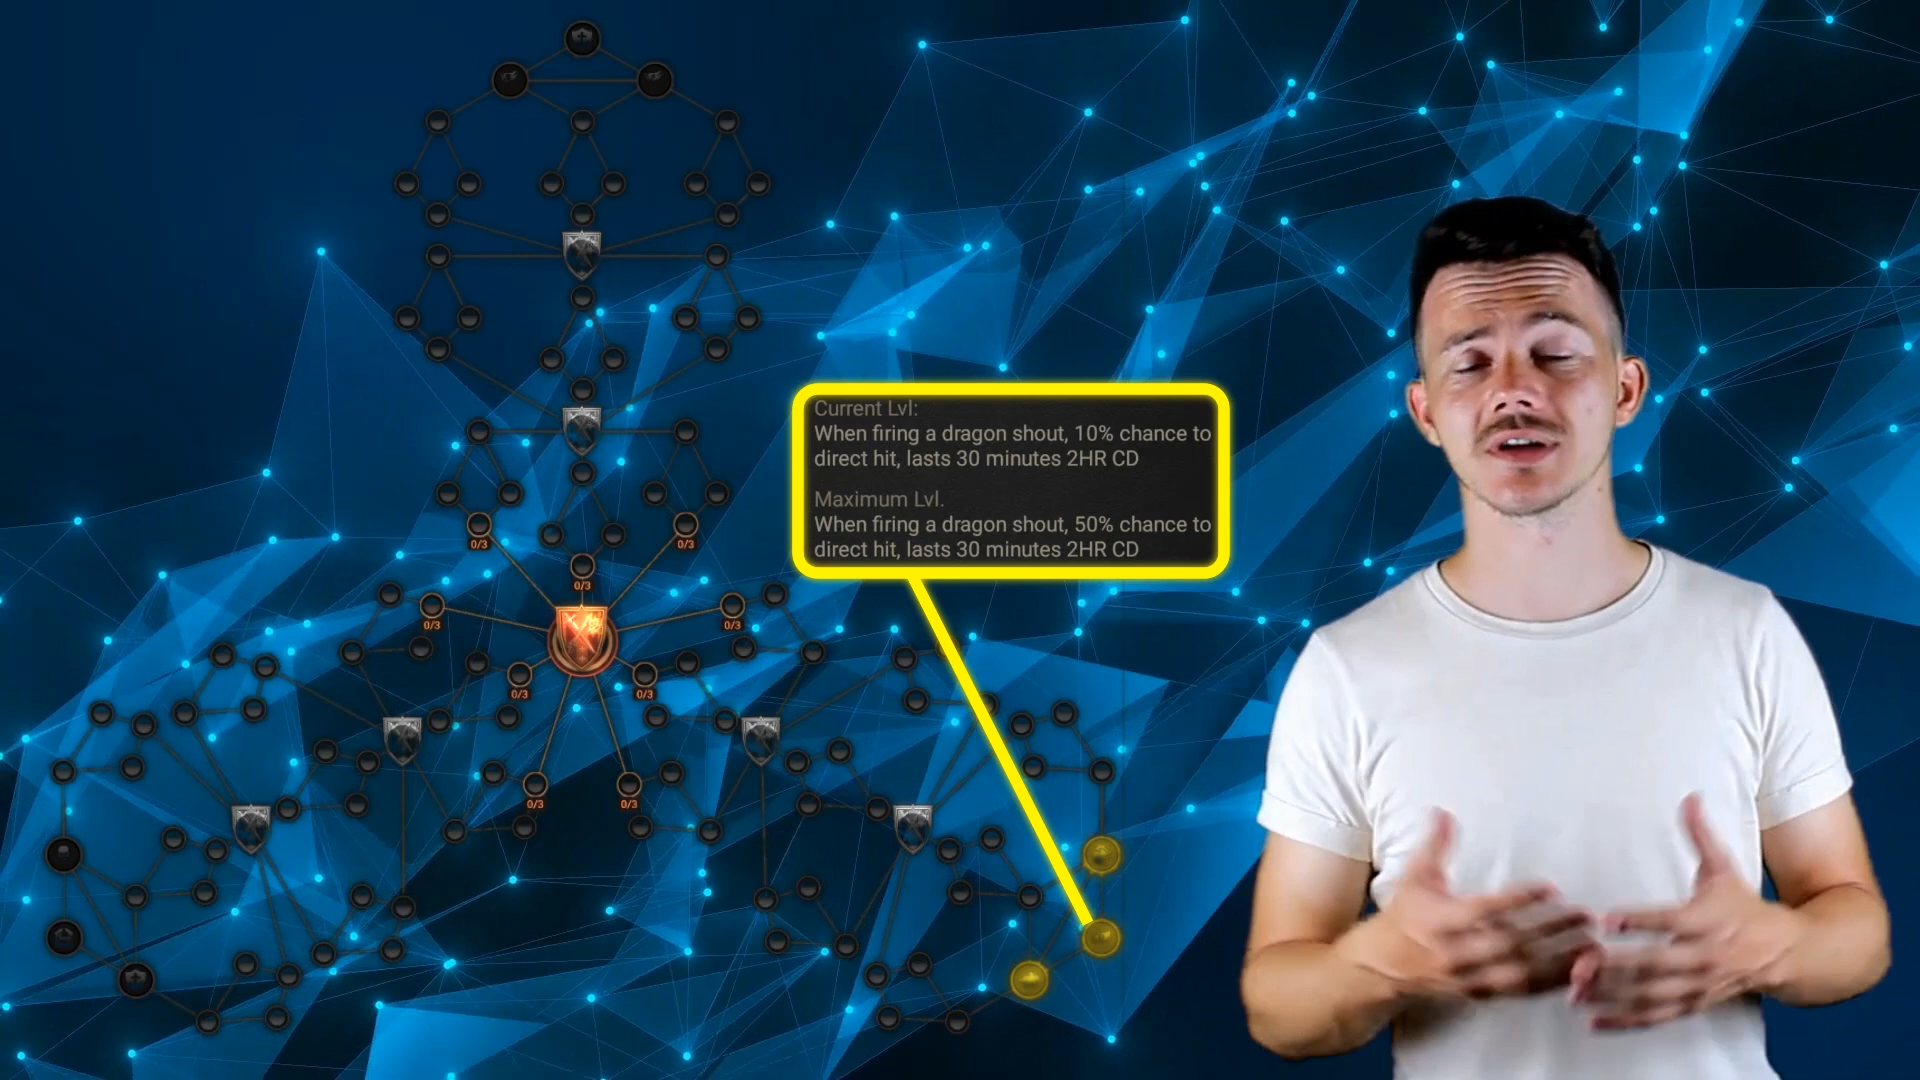 Current Lvl:
When firing a dragon shout, 10% chance to
direct hit, lasts 30 minutes 2HR CD
Maximum Lvl.
When firing a dragon shout, 50% chance to
direct hit, lasts 30 minutes 2HR CD
0/3
0/3
0/3
0/3
0/3
0/3
0/3
0/3
0/3